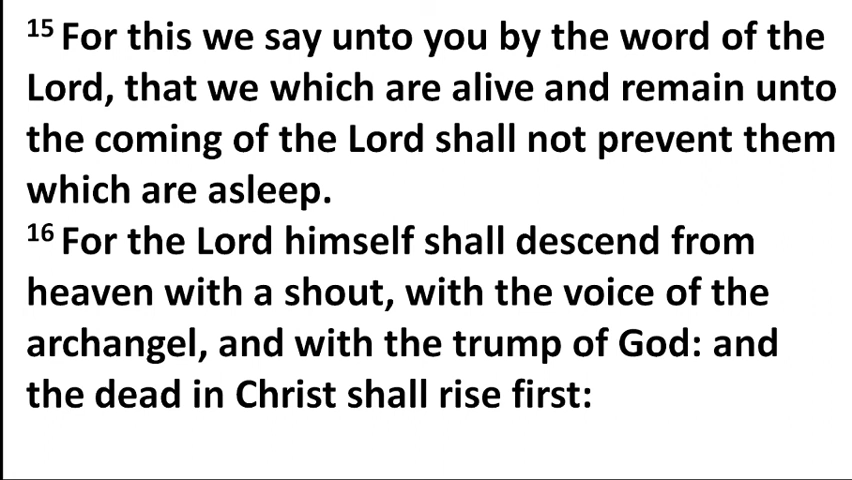 15 For this we say unto you by the word of the
Lord, that we which are alive and remain unto
the coming of the Lord shall not prevent them
which are asleep.
16 For the Lord himself shall descend from
heaven with a shout, with the voice of the
archangel, and with the trump of God: and
the dead in Christ shall rise first: